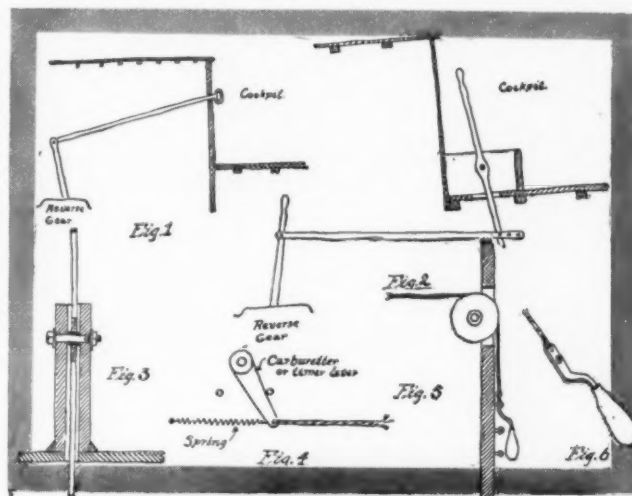 Cockpit.
Cockpit.
Reverse
Gear
Fig.1
Fig.2
Reverse
Gear
Fig.3
Carburetter
or timer lever
Fig.5
Spring
Fig.4
Fig.6